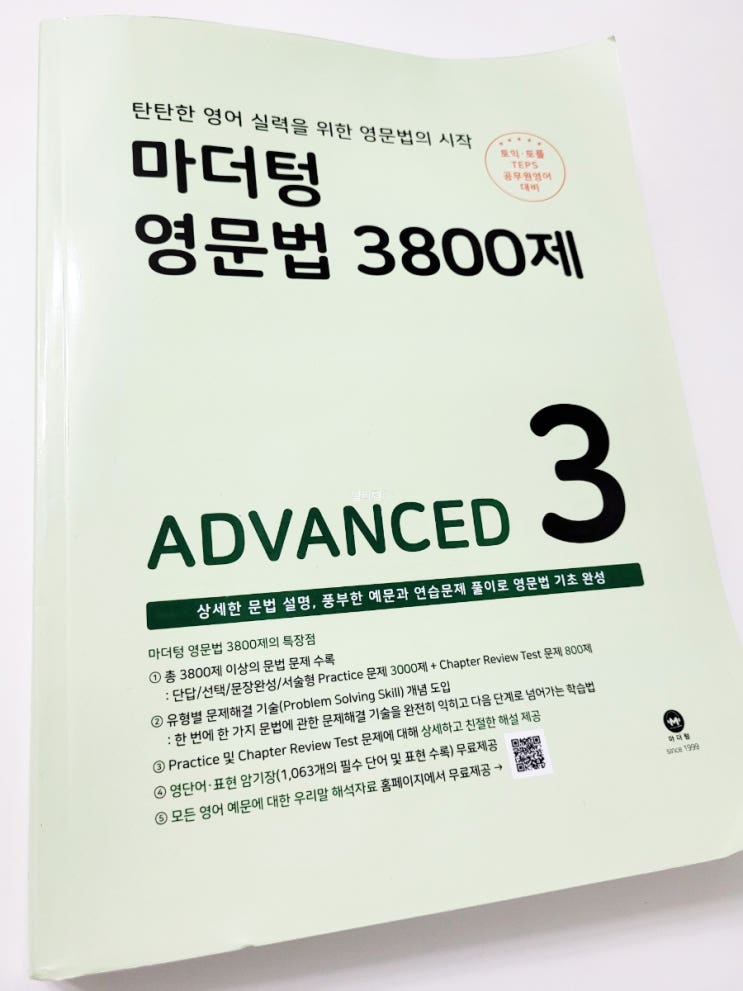 탄탄한 영어 실력을 위한 영문법의 시작
마더텅
영문법 3800제
토익·토플
TEPS
공무원영어
대비
ADVANCED 3
상세한 문법 설명, 풍부한 예문과 연습문제 풀이로 영문법 기초 완성
마더텅 영문법 3800제의 특장점
① 총 3800제 이상의 문법 문제 수록
: 단답/선택/문장완성/서술형 Practice 문제 3000제 + Chapter Review Test 문제 800제
② 유형별 문제해결 기술(Problem Solving Skill) 개념 도입
: 한 번에 한 가지 문법에 관한 문제해결 기술을 완전히 익히고 다음 단계로 넘어가는 학습법
③ Practice 및 Chapter Review Test 문제에 대해 상세하고 친절한 해설 제공
④ 영단어·표현 암기장(1,063개의 필수 단어 및 표현 수록) 무료제공
⑤ 모든 영어 예문에 대한 우리말 해석자료 홈페이지에서 무료제공 →
마더텅
since 1999